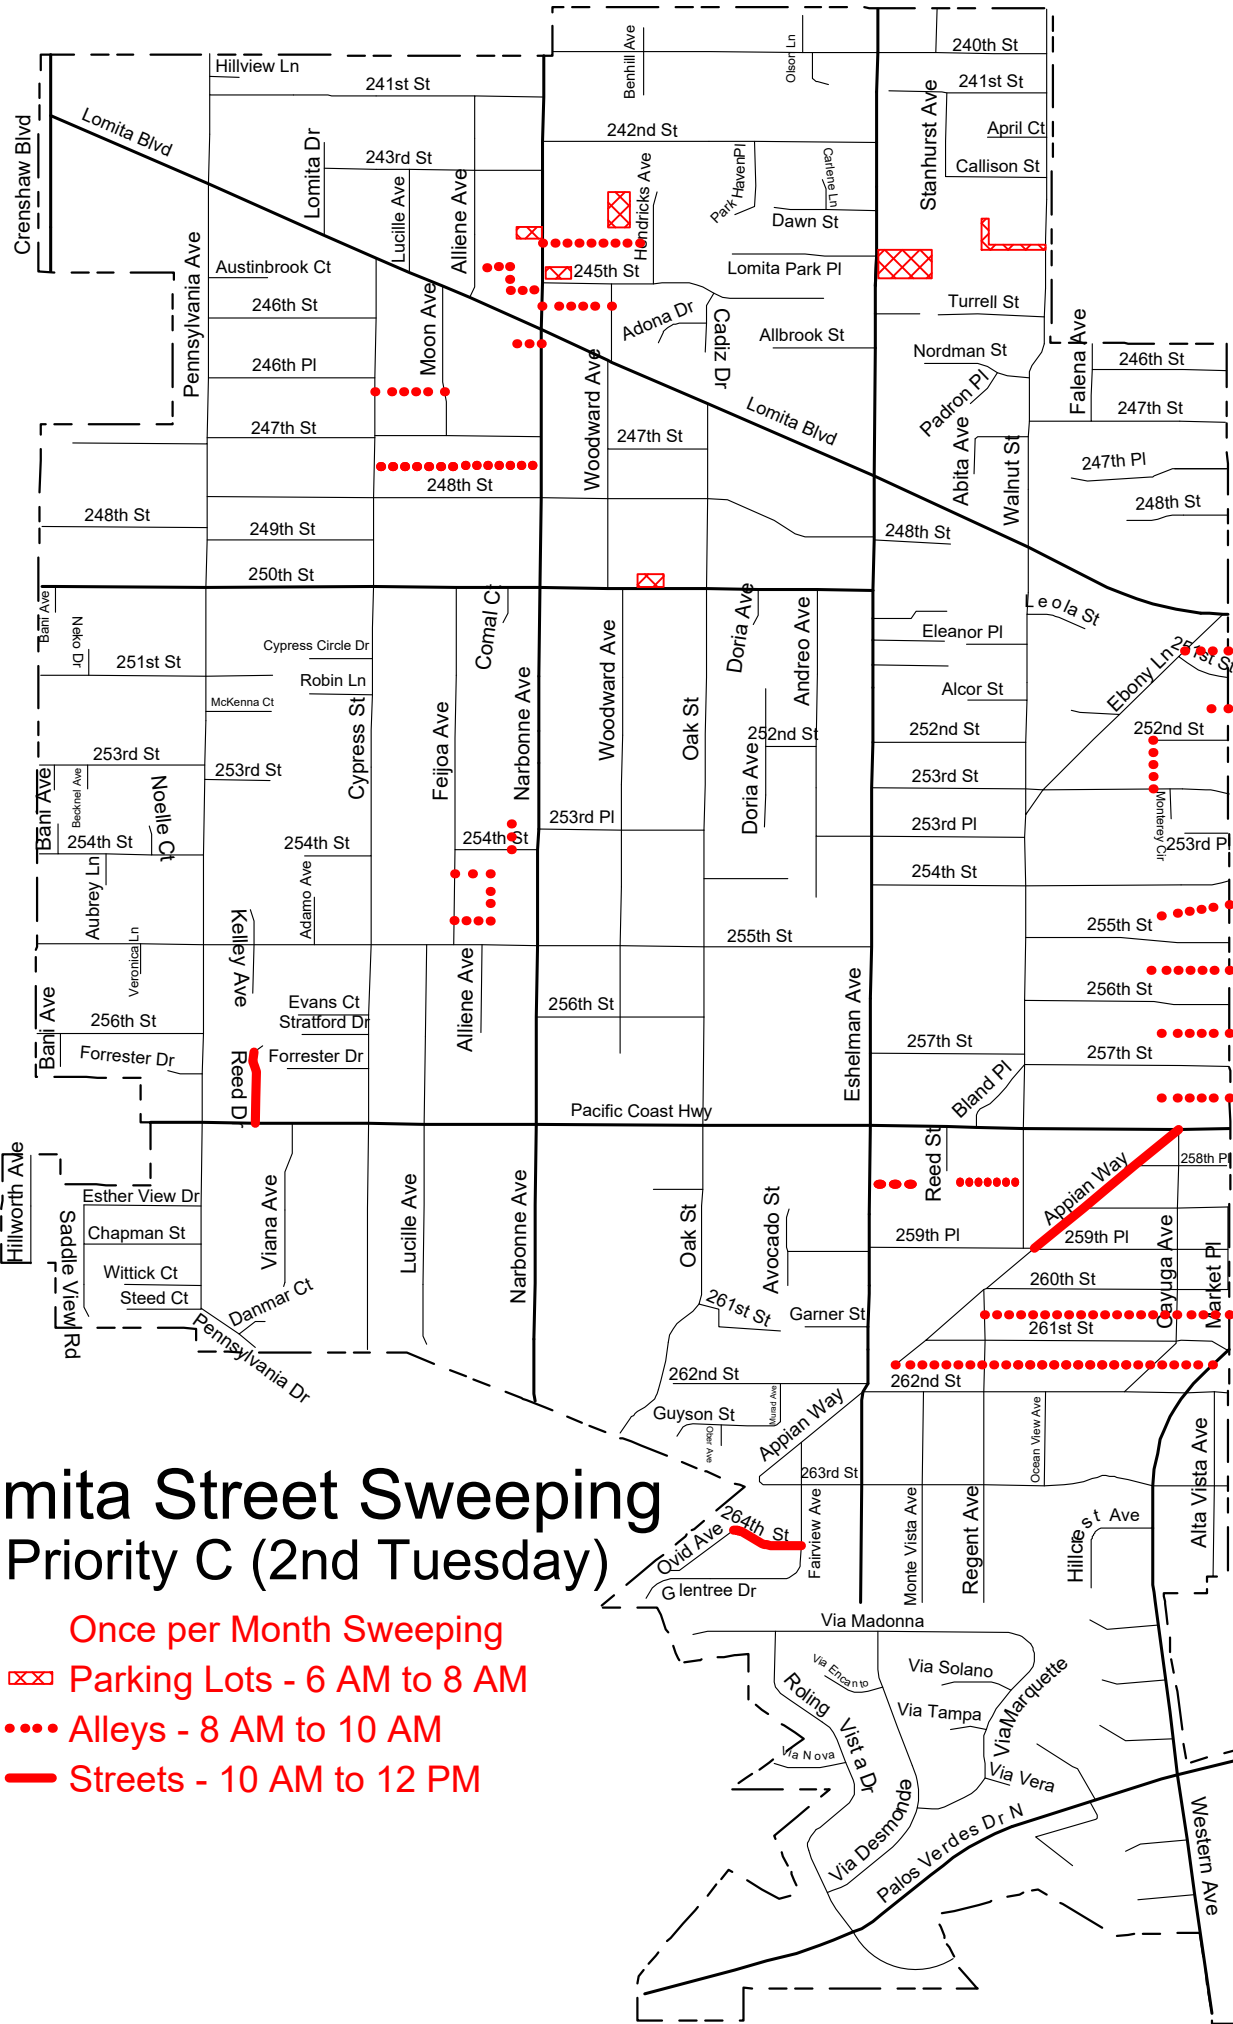 240th St
Benhill Ave
Olson Ln
Hillview Ln
241st St
241st St
Stanhurst Ave
Crenshaw Blvd
Lomita Blvd
242nd St
April Ct
Lomita Dr
243rd St
Callison St
Lucille Ave
Alliene Ave
Hendricks Ave
Park HavenPl
Carlene Ln
Dawn St
Pennsylvania Ave
Austinbrook Ct
245th St
Lomita Park Pl
246th St
Moon Ave
Adona Dr
Cadiz Dr
Allbrook St
Turrell St
Nordman St
Falena Ave
246th St
246th Pl
Woodward Ave
Padron Pl
247th St
Lomita Blvd
247th St
247th St
Abita Ave
Walnut St
247th Pl
248th St
248th St
248th St
249th St
248th St
250th St
Bani Ave
Neko Dr
Comal Ct
Doria Ave
Andreo Ave
Leola St
Eleanor Pl
251st St
Cypress Circle Dr
Robin Ln
Ebony Ln
251st St
McKenna Ct
Alcor St
Cypress St
Feijoa Ave
Narbonne Ave
Woodward Ave
Oak St
252nd St
252nd St
252nd St
253rd St
253rd St
253rd St
Bani Ave
Becknel Ave
Noelle Ct
Doria Ave
Monterey Cir
253rd Pl
253rd Pl
253rd Pl
254th St
254th St
254th St
254th St
Aubrey Ln
Adamo Ave
Veronica Ln
Kelley Ave
255th St
255th St
Alliene Ave
Bani Ave
256th St
Evans Ct
Stratford Dr
256th St
Eshelman Ave
256th St
Forrester Dr
Reed Dr
Forrester Dr
257th St
257th St
Bland Pl
Pacific Coast Hwy
Hillworth Ave
Reed St
Appian Way
258th Pl
Esther View Dr
Saddle View Rd
Chapman St
Viana Ave
Lucille Ave
Narbonne Ave
Oak St
Avocado St
259th Pl
259th Pl
Cayuga Ave
Market Pl
Wittick Ct
Steed Ct
260th St
Danmar Ct
Pennsylvania Dr
261st St
Garner St
261st St
262nd St
262nd St
Murad Ave
Guyson St
Ober Ave
Appian Way
Ocean View Ave
Alta Vista Ave
263rd St
mita Street Sweeping
Priority C (2nd Tuesday)
264th St
Ovid Ave
Fairview Ave
Monte Vista Ave
Regent Ave
Hillcrest Ave
Glentree Dr
Once per Month Sweeping
Parking Lots - 6 AM to 8 AM
Alleys - 8 AM to 10 AM
Streets - 10 AM to 12 PM
Via Madonna
Via Encanto
Via Solano
Roling Vista Dr
Via Tampa
Via Marquette
Via Nova
Via Vera
Via Desmonde
Palos Verdes Dr N
Western Ave